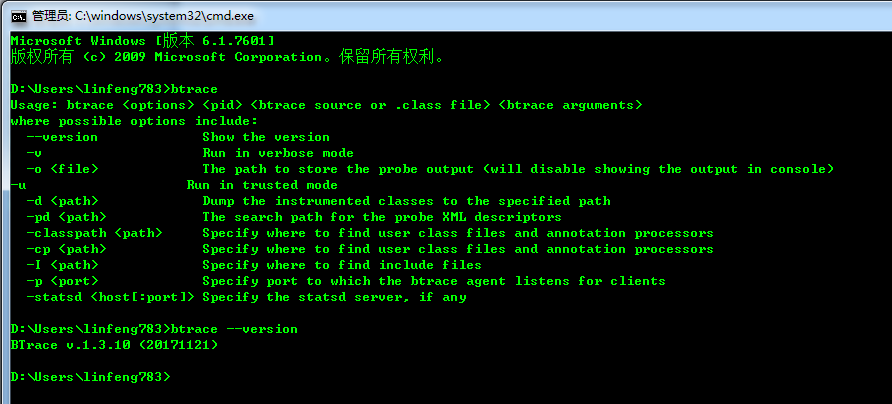 管理员: C:\windows\system32\cmd.exe
Microsoft Windows [版本 6.1.7601]
版权所有 (c) 2009 Microsoft Corporation。保留所有权利。
D:\Users\linfeng783>btrace
Usage: btrace <options> <pid> <btrace source or .class file> <btrace arguments>
where possible options include:
--version Show the version
-v Run in verbose mode
-o <file> The path to store the probe output (will disable showing the output in console)
-u Run in trusted mode
-d <path> Dump the instrumented classes to the specified path
-pd <path> The search path for the probe XML descriptors
-classpath <path> Specify where to find user class files and annotation processors
-cp <path> Specify where to find user class files and annotation processors
-I <path> Specify where to find include files
-p <port> Specify port to which the btrace agent listens for clients
-statsd <host[:port]> Specify the statsd server, if any
D:\Users\linfeng783>btrace --version
BTrace v.1.3.10 (20171121)
D:\Users\linfeng783>